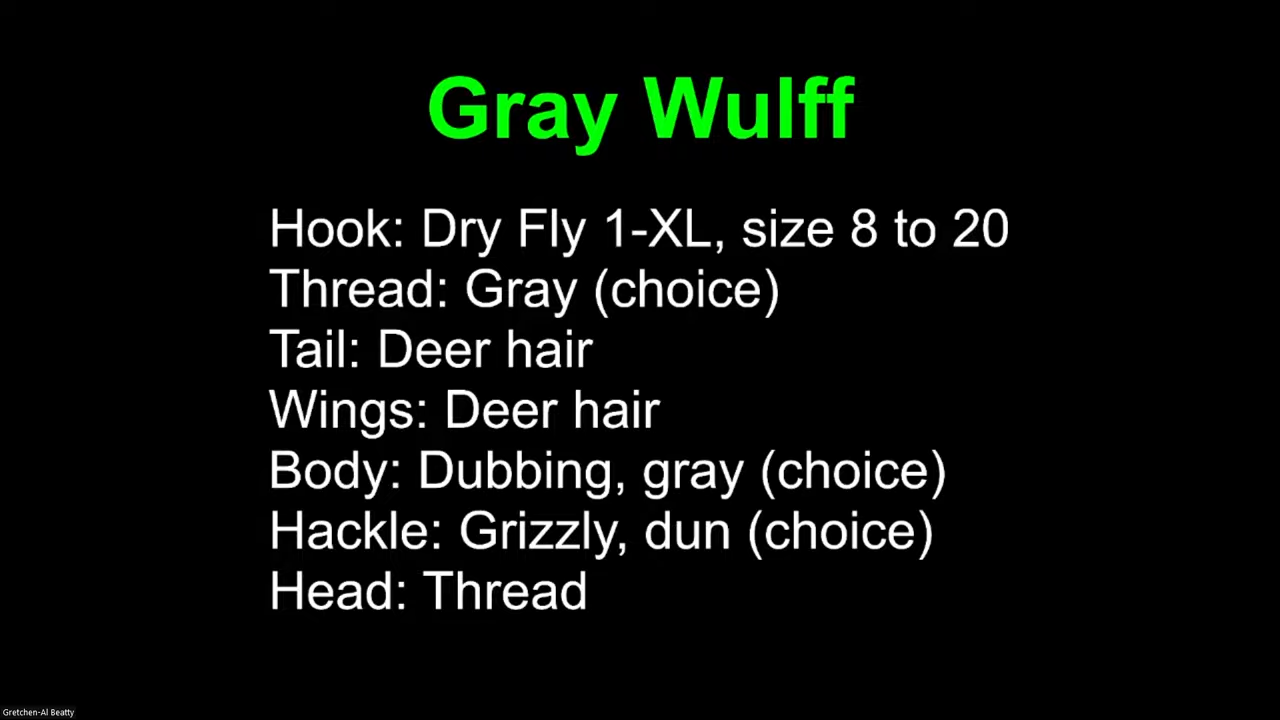 Gray Wulff
Hook: Dry Fly 1-XL, size 8 to 20
Thread: Gray (choice)
Tail: Deer hair
Wings: Deer hair
Body: Dubbing, gray (choice)
Hackle: Grizzly, dun (choice)
Head: Thread
Gretchen-Al Beatty